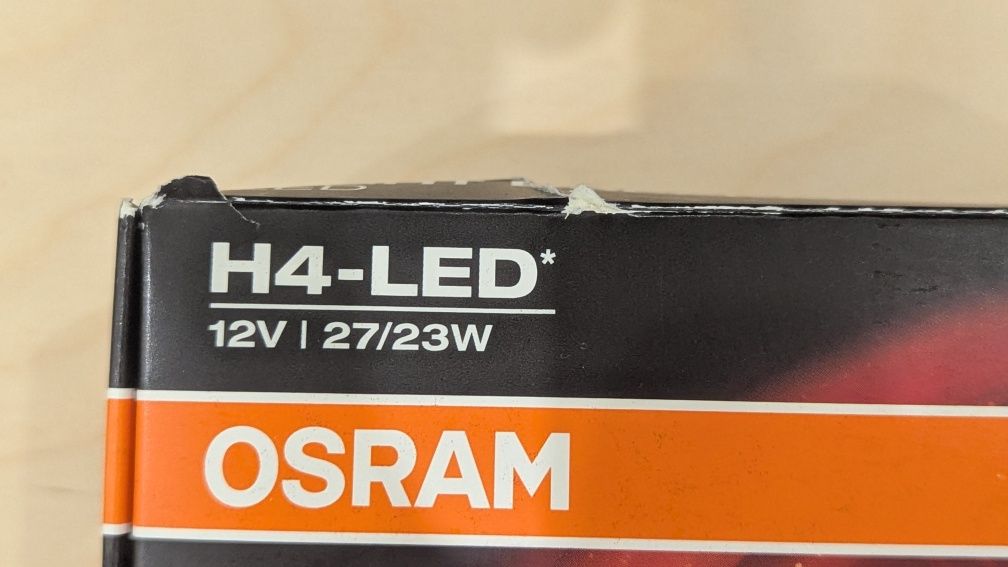 H4-LED*
12V | 27/23W
OSRAM